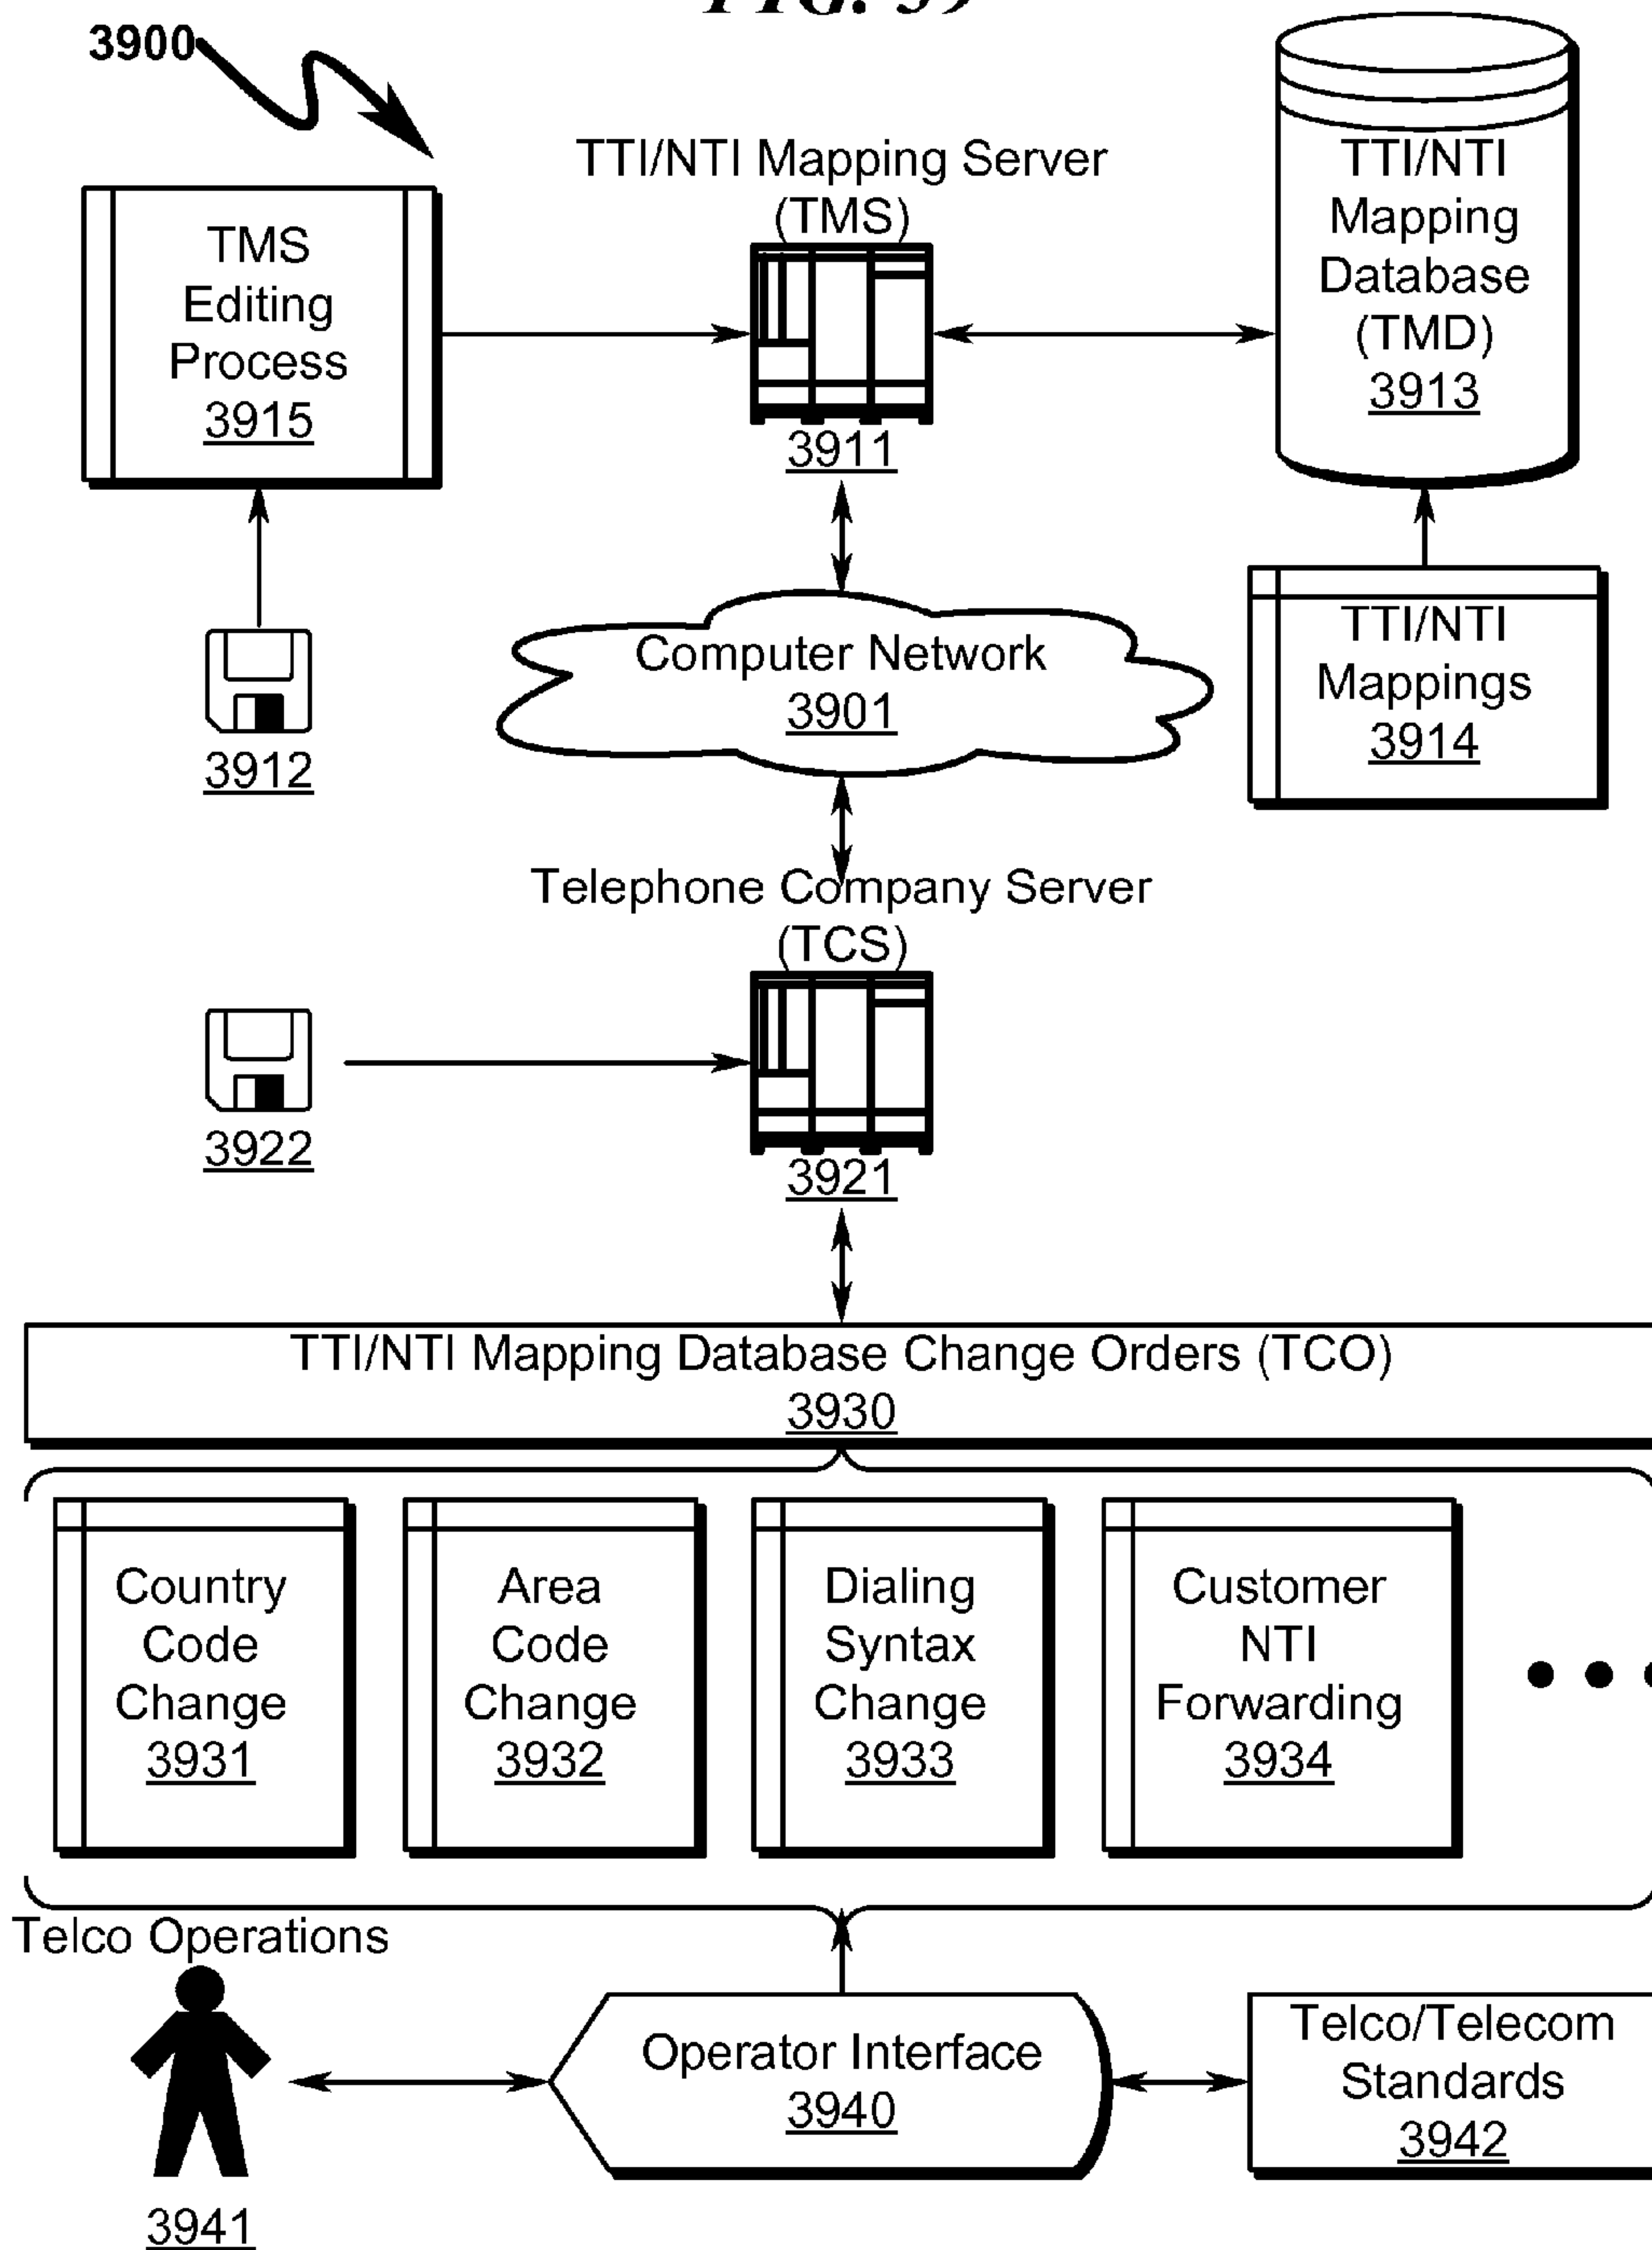 FIG. 39
3900
TTI/NTI Mapping Server
(TMS)
3911
TMS
Editing
Process
3915
TTI/NTI
Mapping
Database
(TMD)
3913
3912
Computer Network
3901
TTI/NTI
Mappings
3914
Telephone Company Server
(TCS)
3921
3922
TTI/NTI Mapping Database Change Orders (TCO)
3930
Country
Code
Change
3931
Area
Code
Change
3932
Dialing
Syntax
Change
3933
Customer
NTI
Forwarding
3934
Telco Operations
3941
Operator Interface
3940
Telco/Telecom
Standards
3942